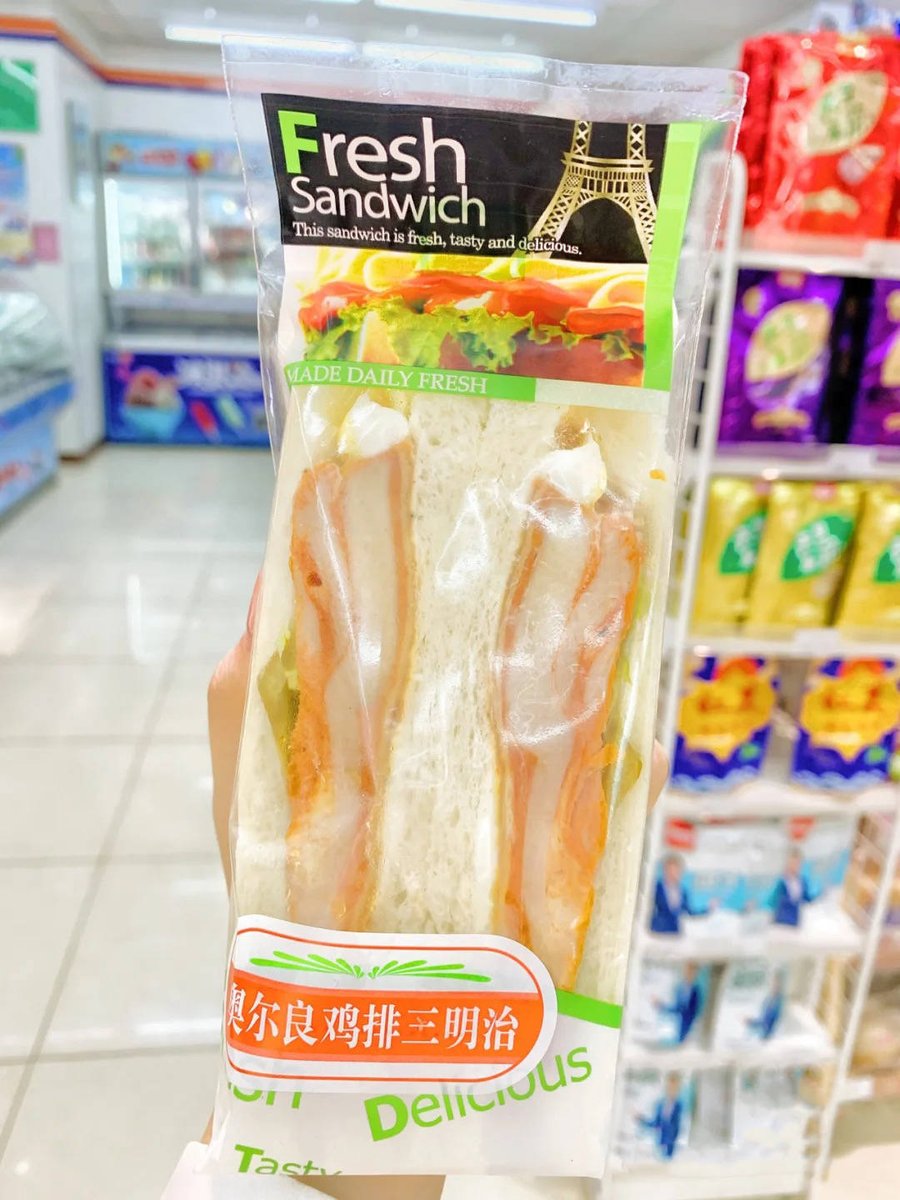 Fresh
Sandwich
This sandwich is fresh, tasty and delicious.
MADE DAILY FRESH
奥尔良鸡排三明治
Delicious
Tasty